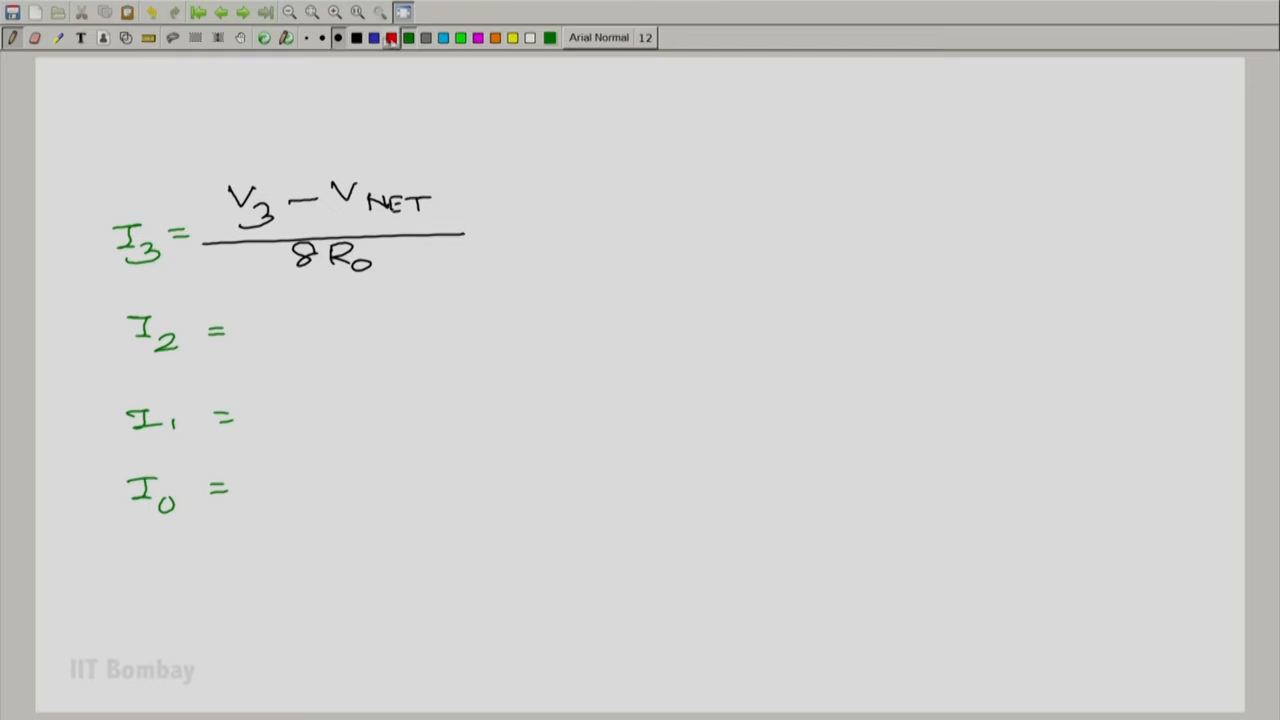 Arial Normal 12
V3 - VNET
I3 =
8 R0
I2 =
I1 =
I0 =
IIT Bombay